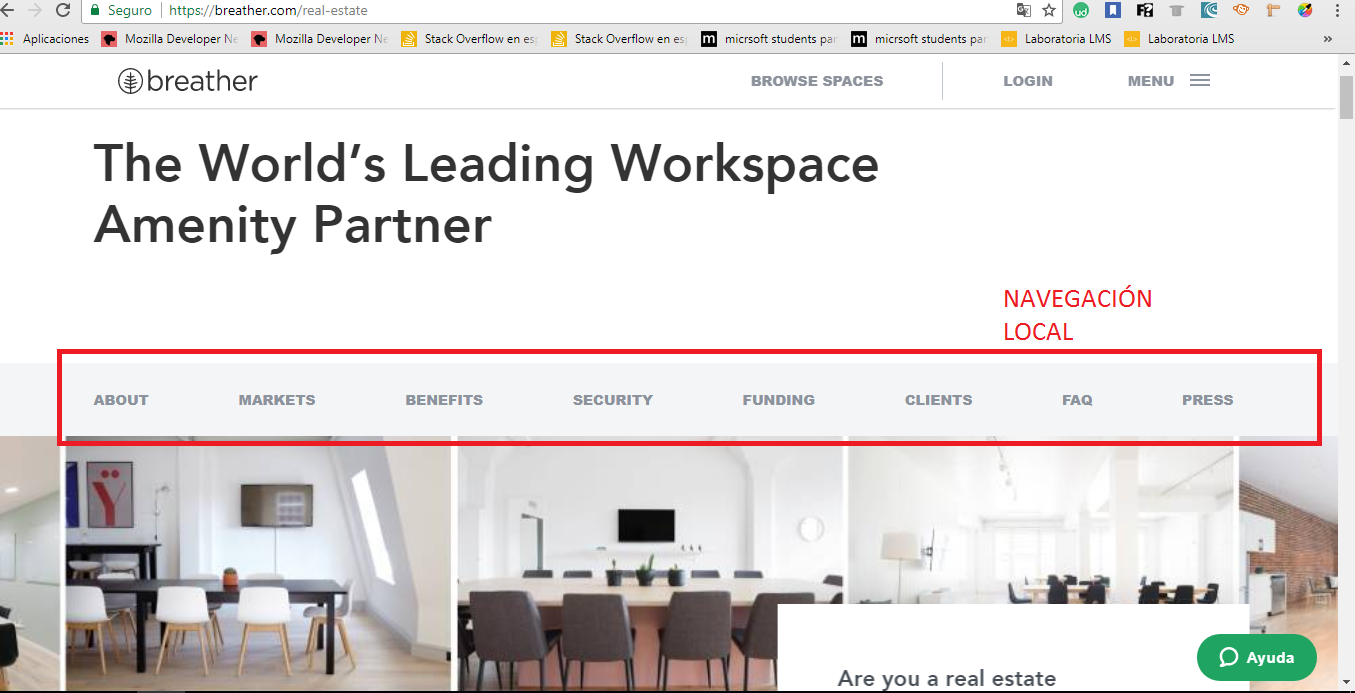 Seguro https://breather.com/real-estate
Aplicaciones Mozilla Developer Ne Mozilla Developer Ne Stack Overflow en esp Stack Overflow en esp micrsoft students par micrsoft students par Laboratoria LMS Laboratoria LMS »
breather BROWSE SPACES LOGIN MENU
The World’s Leading Workspace
Amenity Partner
NAVEGACIÓN
LOCAL
ABOUT MARKETS BENEFITS SECURITY FUNDING CLIENTS FAQ PRESS
Ayuda
Are you a real estate